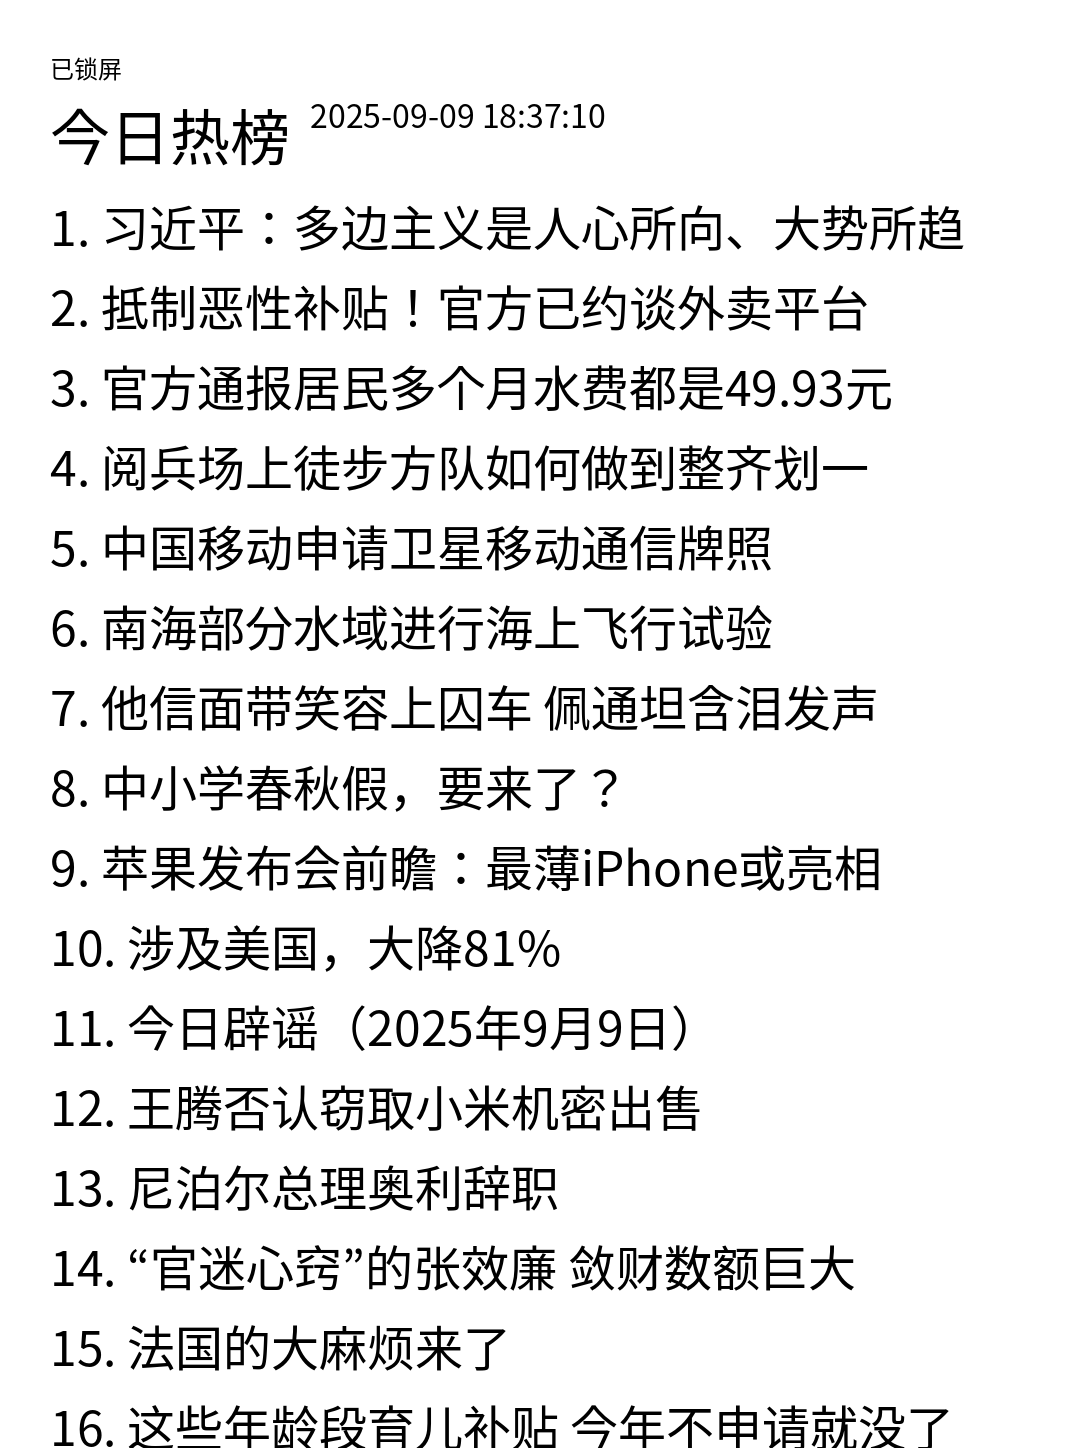 已锁屏
今日热榜 2025-09-09 18:37:10
1. 习近平：多边主义是人心所向、大势所趋
2. 抵制恶性补贴！官方已约谈外卖平台
3. 官方通报居民多个月水费都是49.93元
4. 阅兵场上徒步方队如何做到整齐划一
5. 中国移动申请卫星移动通信牌照
6. 南海部分水域进行海上飞行试验
7. 他信面带笑容上囚车 佩通坦含泪发声
8. 中小学春秋假，要来了？
9. 苹果发布会前瞻：最薄iPhone或亮相
10. 涉及美国，大降81%
11. 今日辟谣（2025年9月9日）
12. 王腾否认窃取小米机密出售
13. 尼泊尔总理奥利辞职
14. “官迷心窍”的张效廉 敛财数额巨大
15. 法国的大麻烦来了
16. 这些年龄段育儿补贴 今年不申请就没了